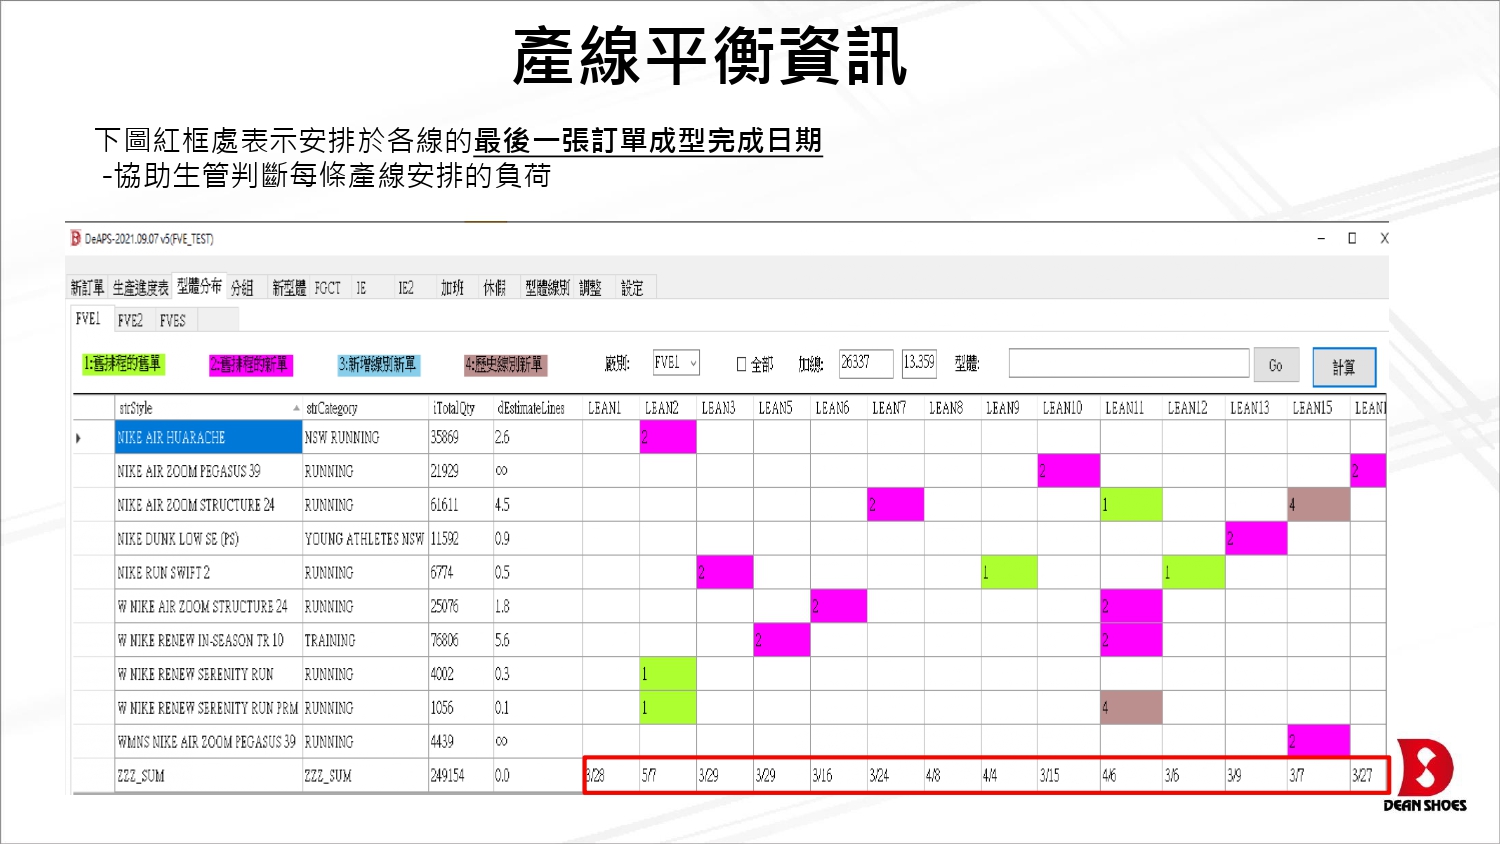 產線平衡資訊
下圖紅框處表示安排於各線的最後一張訂單成型完成日期
-協助生管判斷每條產線安排的負荷
DeAPS-2021.09.07 v5(FVE_TEST)
新訂單 生產進度表 型體分布 分組 新型體 FGCT IE IE2 加班 休假 型體線別 調整 設定
FVE1 FVE2 FVES
1:舊排程的舊單 2:舊排程的新單 3:新增線別新單 4:歷史線別新單 廠別: FVE1 全部 加總: 26337 13.359 型體: Go 計算
strStyle strCategory iTotalQty dEstimateLines LEAN1 LEAN2 LEAN3 LEAN5 LEAN6 LEAN7 LEAN8 LEAN9 LEAN10 LEAN11 LEAN12 LEAN13 LEAN15 LEAN1
NIKE AIR HUARACHE NSW RUNNING 35869 2.6 2
NIKE AIR ZOOM PEGASUS 39 RUNNING 21929 ∞ 2 2
NIKE AIR ZOOM STRUCTURE 24 RUNNING 61611 4.5 2 1 4
NIKE DUNK LOW SE (PS) YOUNG ATHLETES NSW 11592 0.9 2
NIKE RUN SWIFT 2 RUNNING 6774 0.5 2 1 1
W NIKE AIR ZOOM STRUCTURE 24 RUNNING 25076 1.8 2 2
W NIKE RENEW IN-SEASON TR 10 TRAINING 76806 5.6 2 2
W NIKE RENEW SERENITY RUN RUNNING 4002 0.3 1
W NIKE RENEW SERENITY RUN PRM RUNNING 1056 0.1 1 4
WMNS NIKE AIR ZOOM PEGASUS 39 RUNNING 4439 ∞ 2
ZZZ_SUM ZZZ_SUM 249154 0.0 3/28 5/7 3/29 3/29 3/16 3/24 4/8 4/4 3/15 4/6 3/6 3/9 3/7 3/27
DEAN SHOES